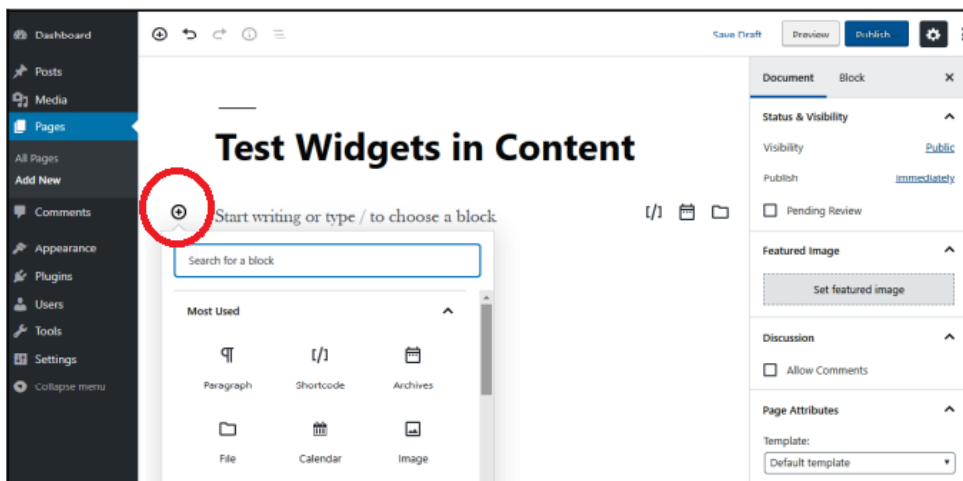 Dashboard
Posts
Media
Pages
All Pages
Add New
Comments
Appearance
Plugins
Users
Tools
Settings
Collapse menu
Save Draft
Preview
Publish...
Test Widgets in Content
Start writing or type / to choose a block
Search for a block
Most Used
Paragraph
[/] Shortcode
Archives
File
Calendar
Image
Document Block
Status & Visibility
Visibility Public
Publish Immediately
Pending Review
Featured Image
Set featured image
Discussion
Allow Comments
Page Attributes
Template:
Default template